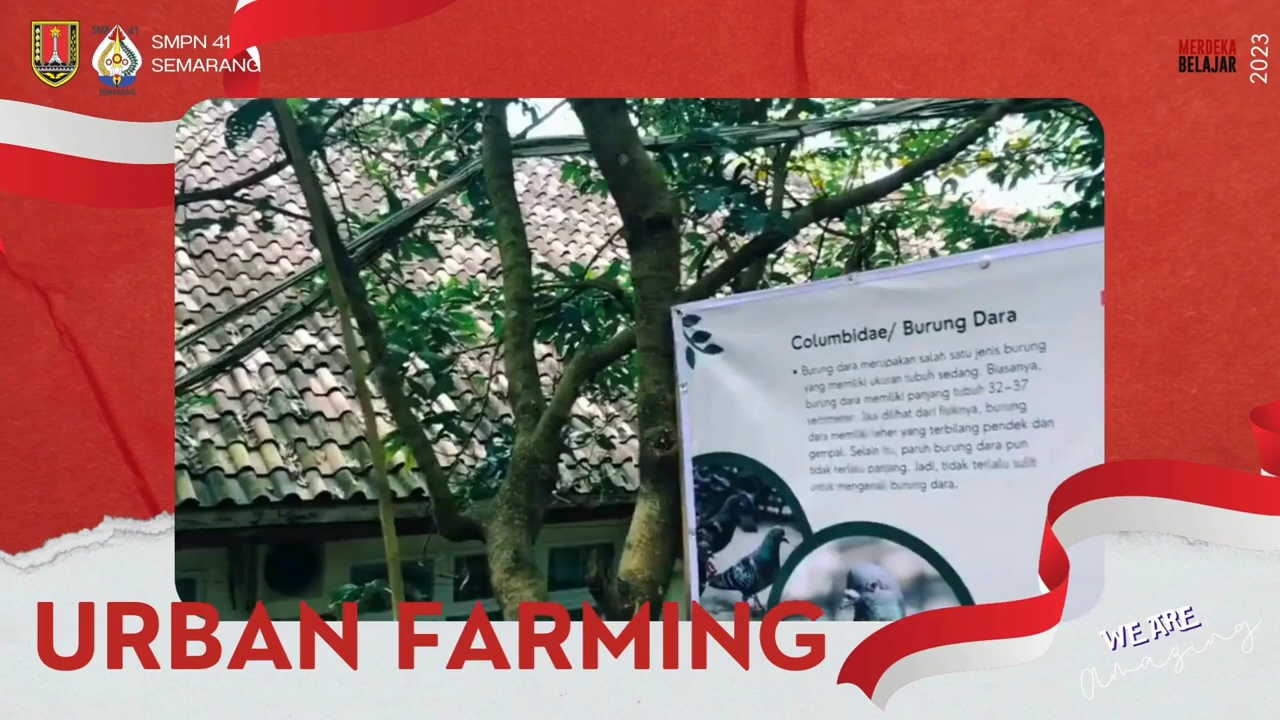 SMPN 41
SEMARANG
SMPN 41
SEMARANG
MERDEKA
BELAJAR
2023
Columbidae/ Burung Dara
• Burung dara merupakan salah satu jenis burung
yang memiliki ukuran tubuh sedang. Biasanya,
burung dara memiliki panjang tubuh 32-37
sentimeter. Jika dilihat dari fisiknya, burung
dara memiliki leher yang terbilang pendek dan
gempal. Selain itu, paruh burung dara pun
tidak terlalu panjang. Jadi, tidak terlalu sulit
untuk mengenali burung dara.
URBAN FARMING
WE ARE
amazing